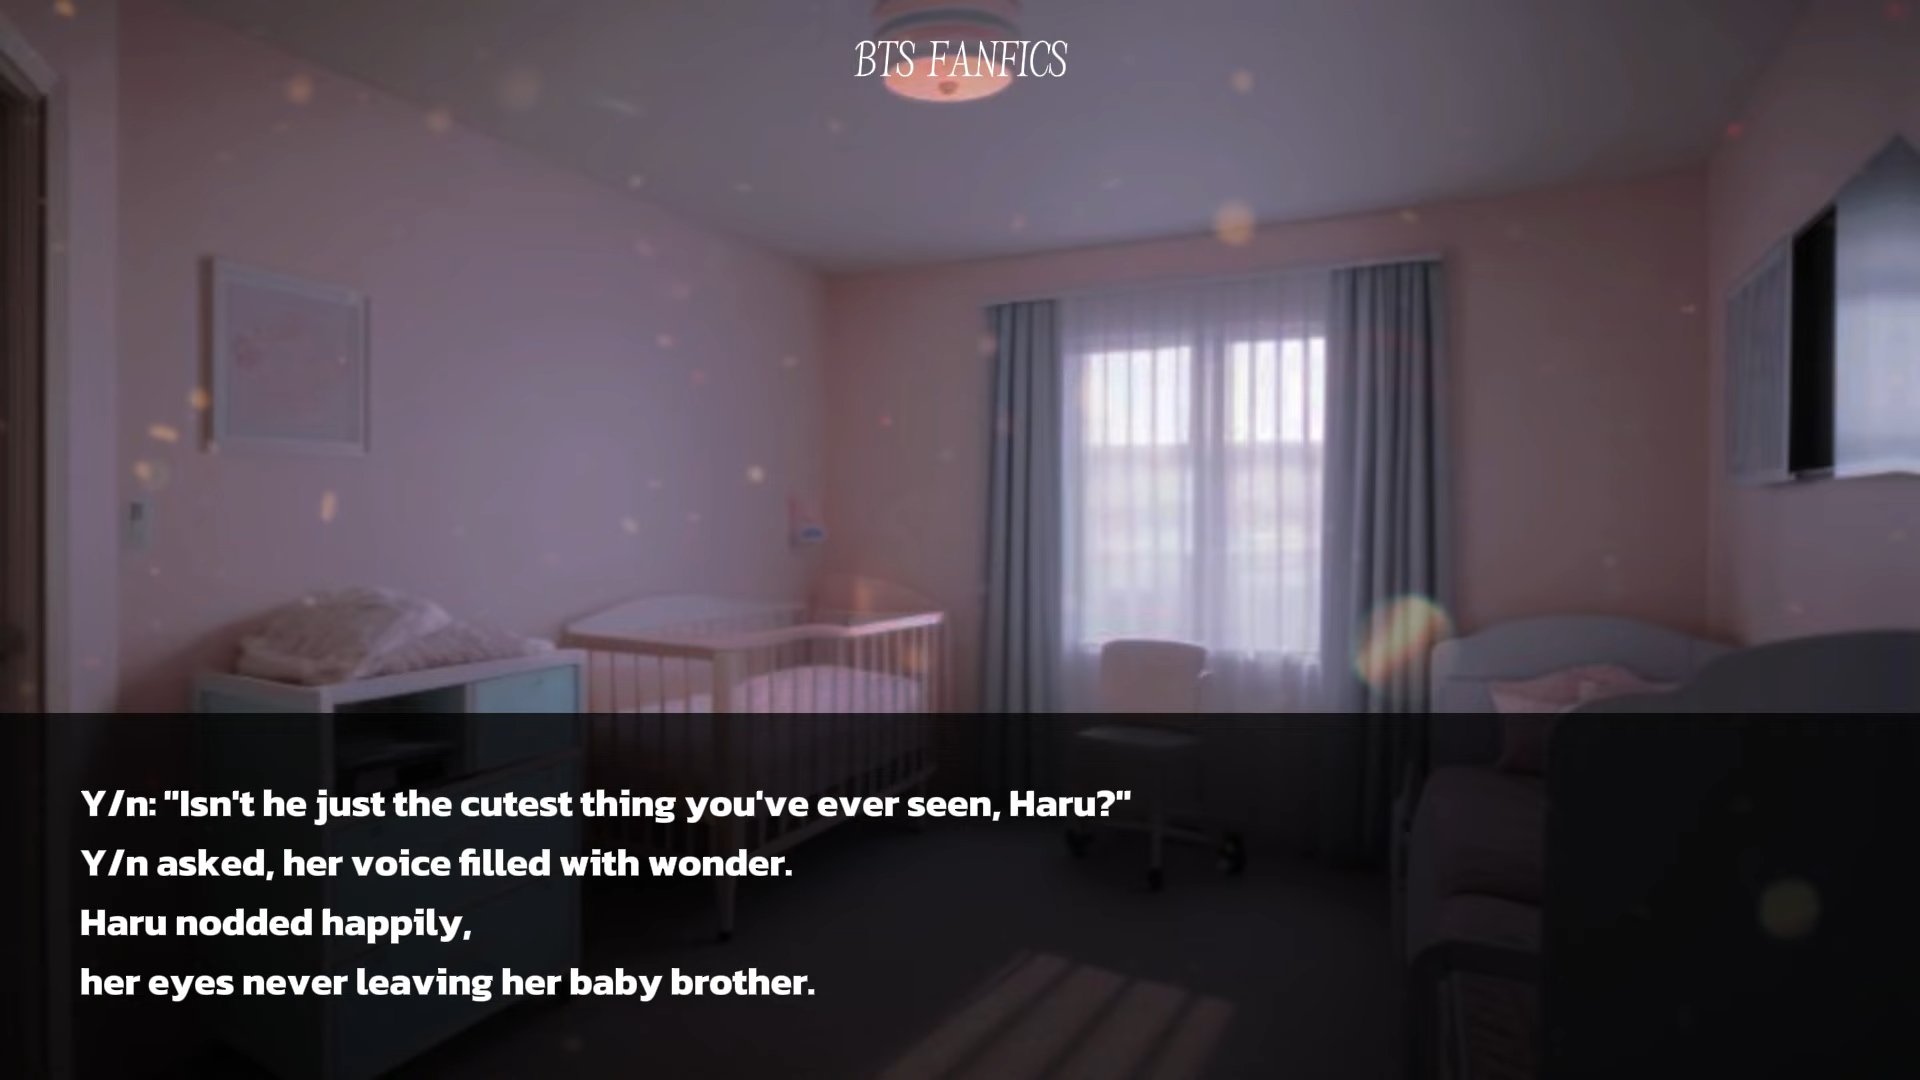 BTS FANFICS
Y/n: "Isn't he just the cutest thing you've ever seen, Haru?"
Y/n asked, her voice filled with wonder.
Haru nodded happily,
her eyes never leaving her baby brother.